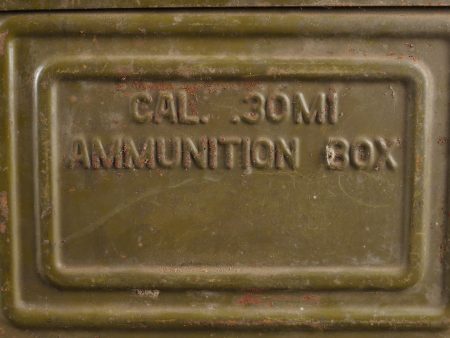 CAL. .30M1
AMMUNITION BOX